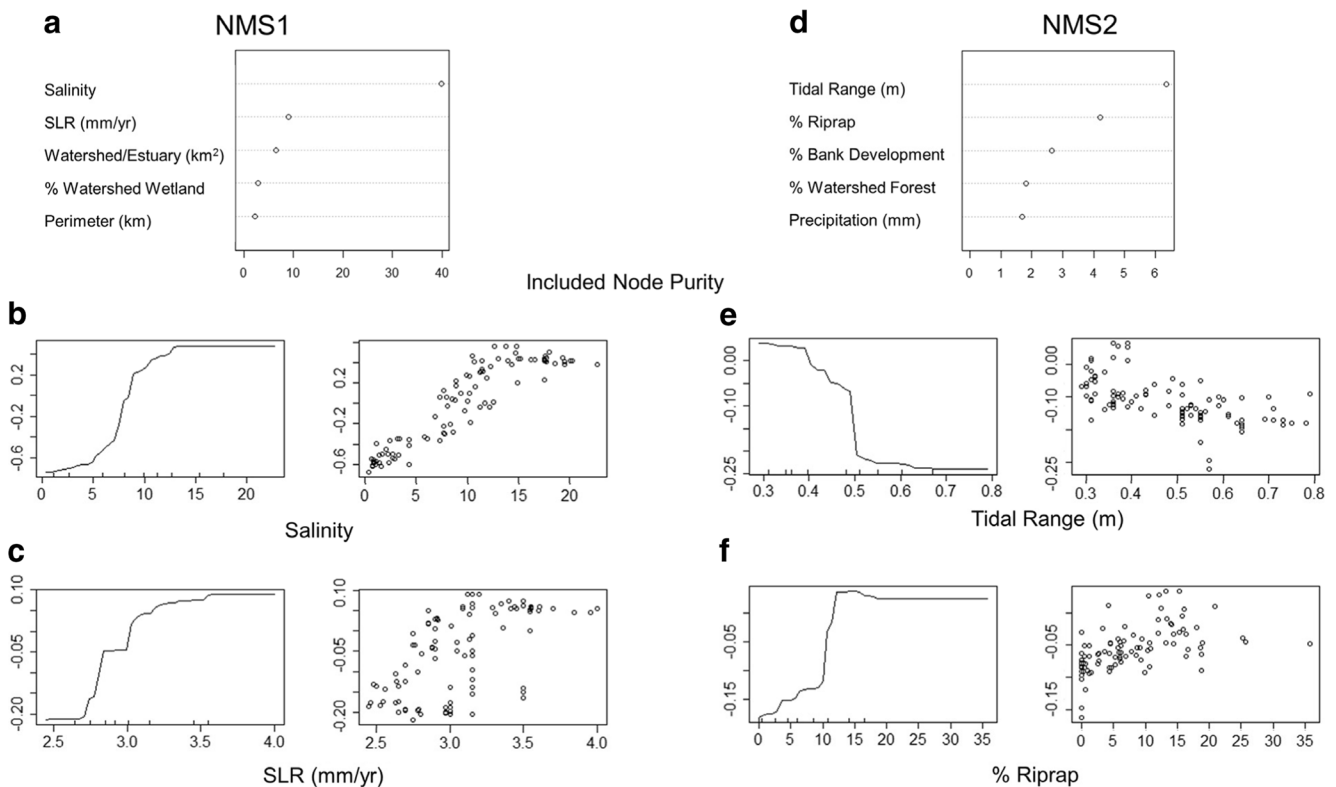 a
NMS1
Salinity
SLR (mm/yr)
Watershed/Estuary (km²)
% Watershed Wetland
Perimeter (km)
0 10 20 30 40
d
NMS2
Tidal Range (m)
% Riprap
% Bank Development
% Watershed Forest
Precipitation (mm)
0 1 2 3 4 5 6
Included Node Purity
b
0.2
-0.2
-0.6
0 5 10 15 20
0.2
-0.2
-0.6
0 5 10 15 20
Salinity
e
0.00
-0.10
-0.25
0.3 0.4 0.5 0.6 0.7 0.8
0.00
-0.10
-0.25
0.3 0.4 0.5 0.6 0.7 0.8
Tidal Range (m)
c
0.10
-0.05
-0.20
2.5 3.0 3.5 4.0
0.10
-0.05
-0.20
2.5 3.0 3.5 4.0
SLR (mm/yr)
f
-0.05
-0.15
0 5 10 15 20 25 30 35
-0.05
-0.15
0 5 10 15 20 25 30 35
% Riprap